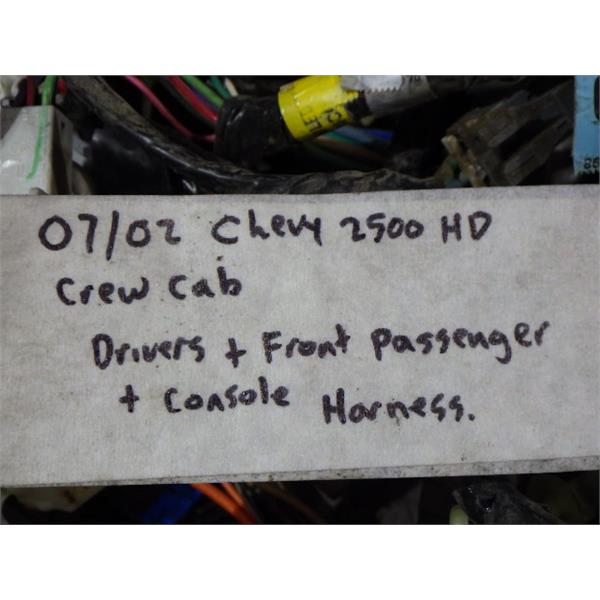 07/02 Chevy 2500 HD
Crew Cab
Drivers + Front Passenger
+ Console Harness.